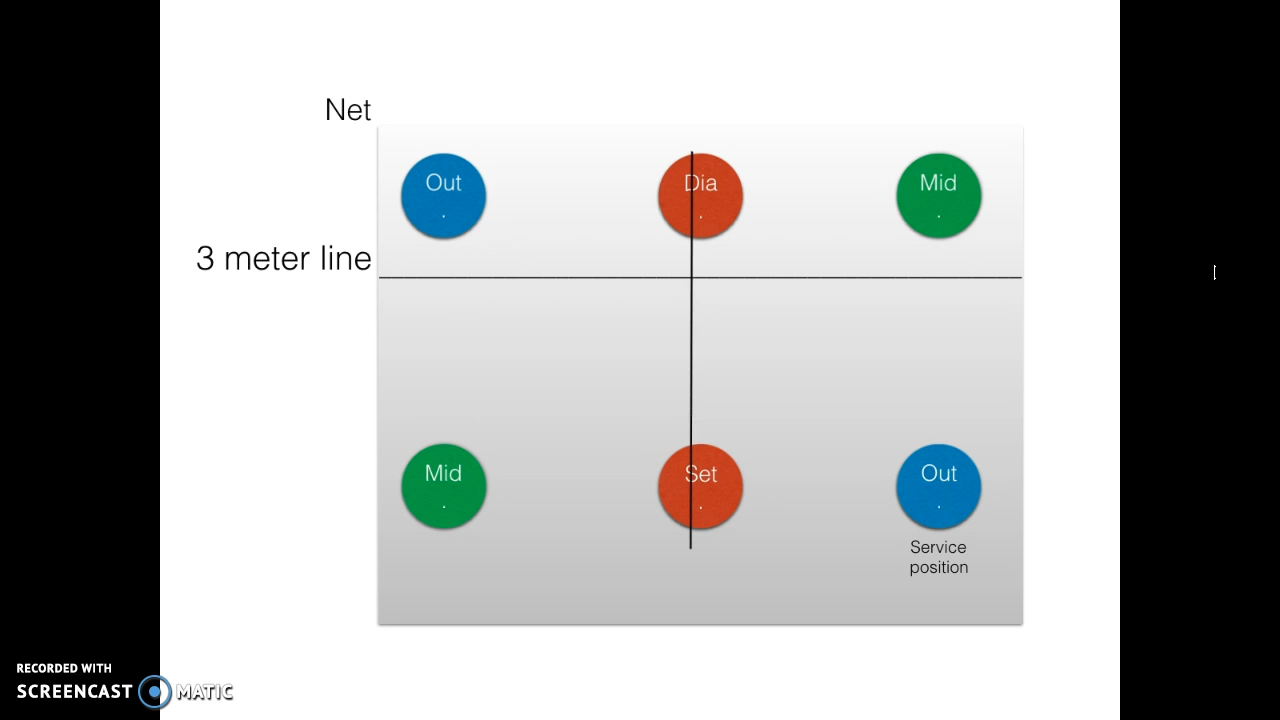 Net
Out
Dia
Mid
3 meter line
Mid
Set
Out
Service
position
RECORDED WITH
SCREENCAST MATIC